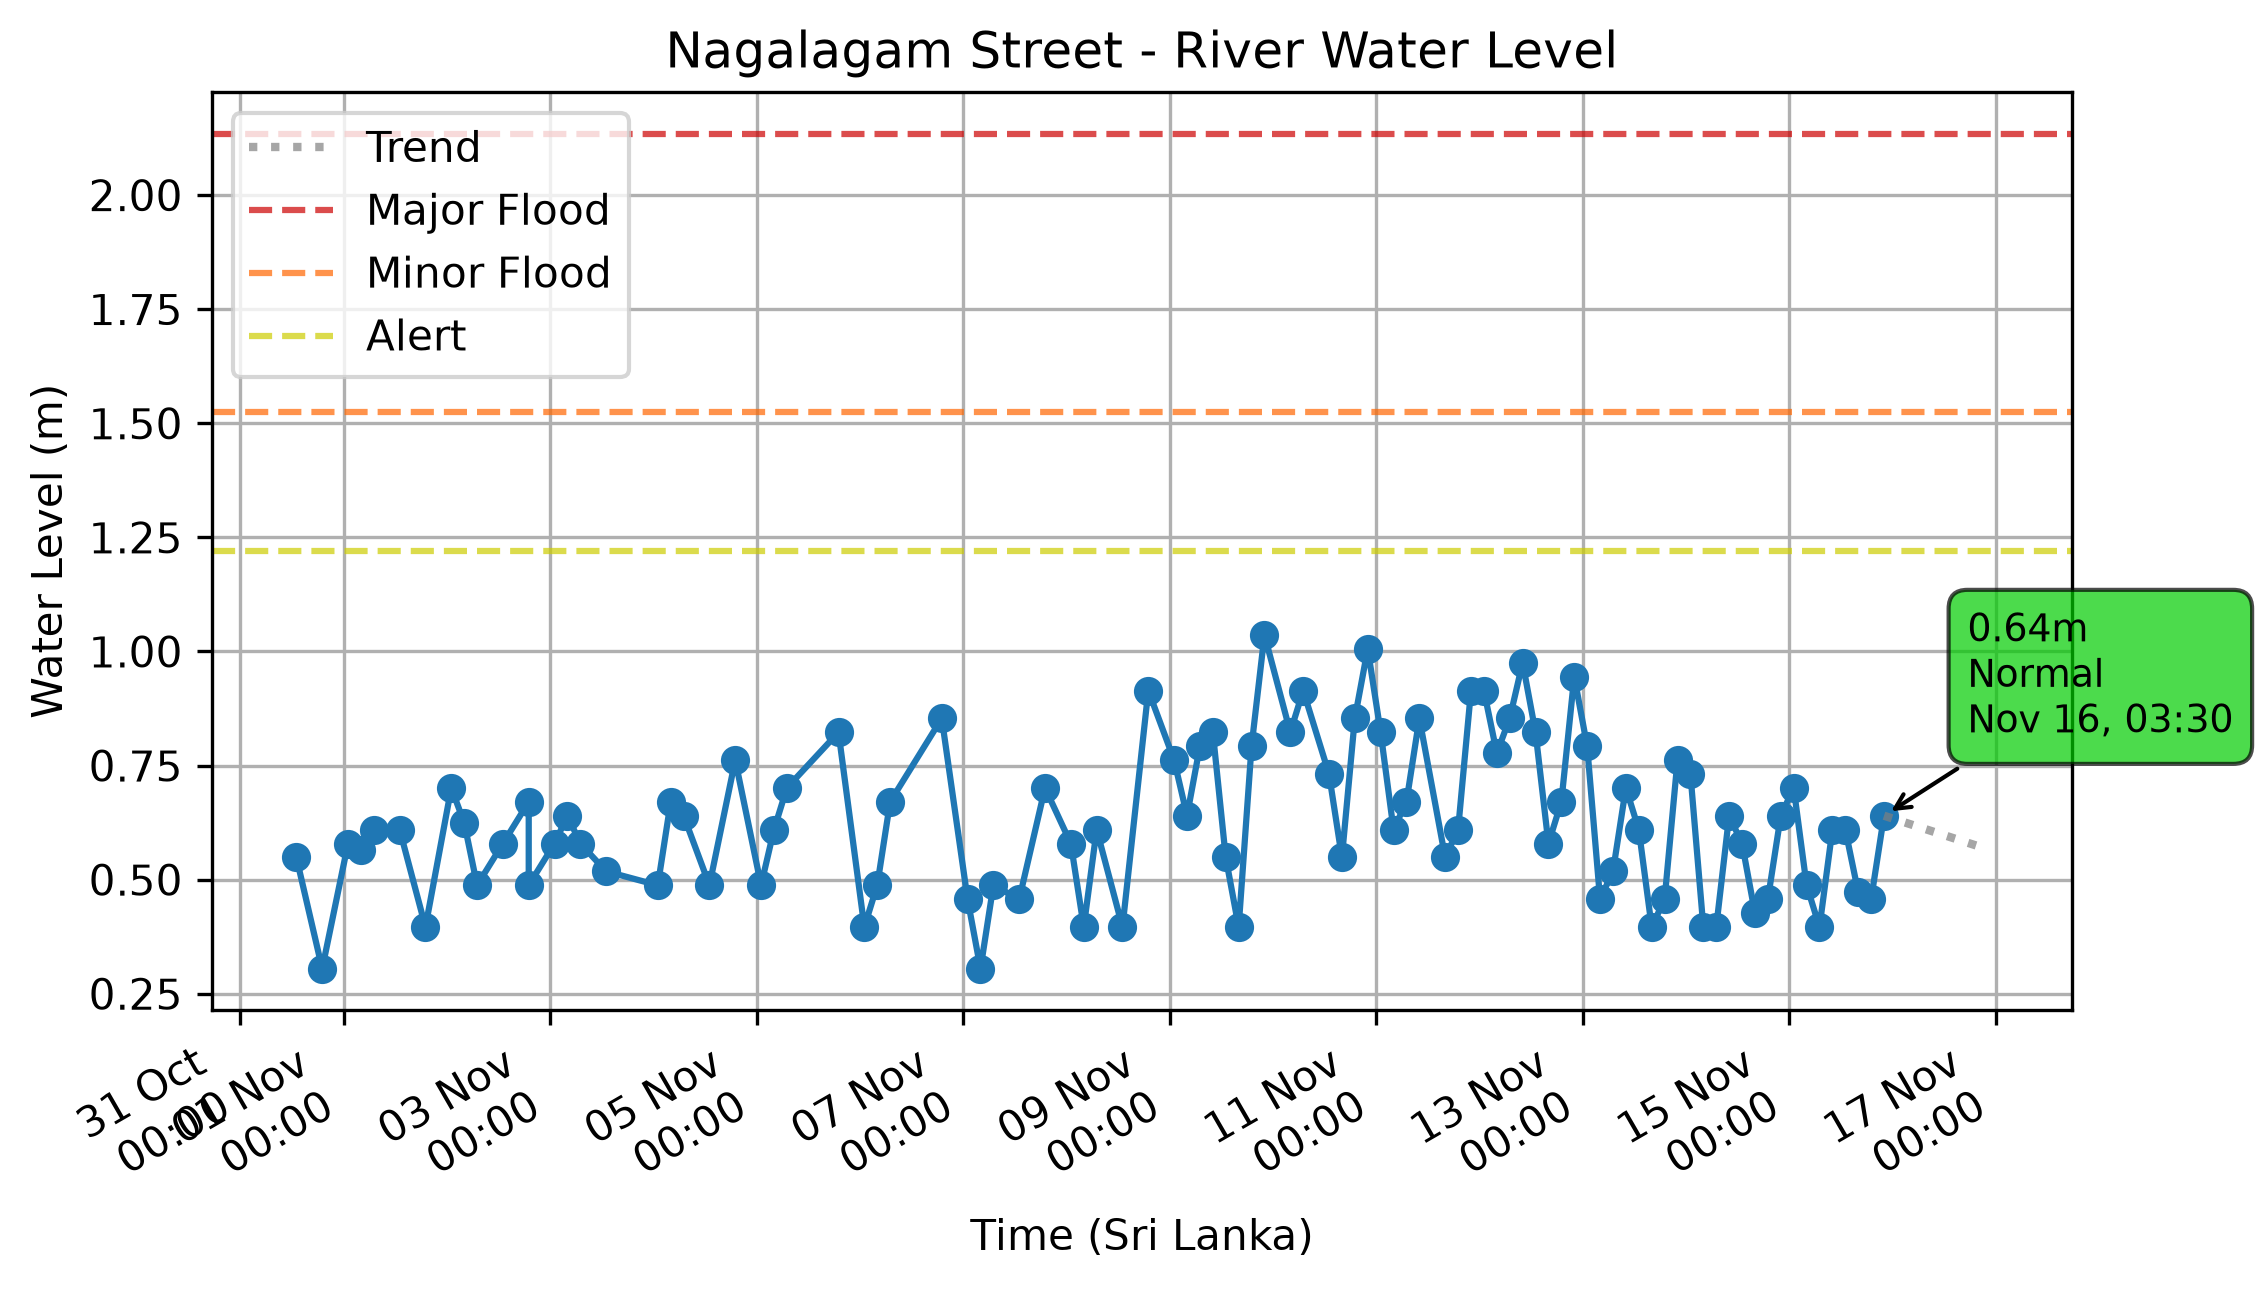 Nagalagam Street - River Water Level
Trend
Major Flood
Minor Flood
Alert
2.00
1.75
1.50
1.25
1.00
0.75
0.50
0.25
Water Level (m)
0.64m
Normal
Nov 16, 03:30
31 Oct
00:00
01 Nov
00:00
03 Nov
00:00
05 Nov
00:00
07 Nov
00:00
09 Nov
00:00
11 Nov
00:00
13 Nov
00:00
15 Nov
00:00
17 Nov
00:00
Time (Sri Lanka)